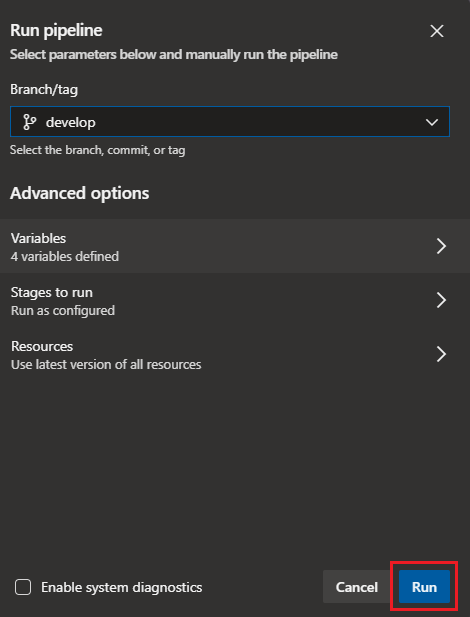 Run pipeline
Select parameters below and manually run the pipeline
Branch/tag
develop
Select the branch, commit, or tag
Advanced options
Variables
4 variables defined
Stages to run
Run as configured
Resources
Use latest version of all resources
Enable system diagnostics
Cancel
Run